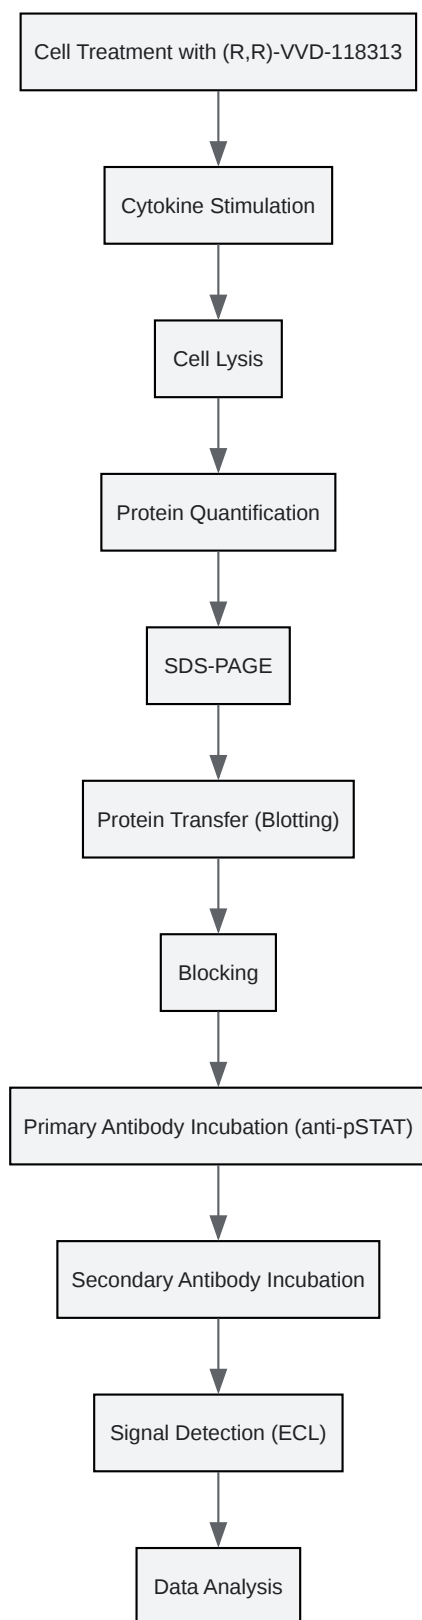 Cell Treatment with (R,R)-VVD-118313
Cytokine Stimulation
Cell Lysis
Protein Quantification
SDS-PAGE
Protein Transfer (Blotting)
Blocking
Primary Antibody Incubation (anti-pSTAT)
Secondary Antibody Incubation
Signal Detection (ECL)
Data Analysis